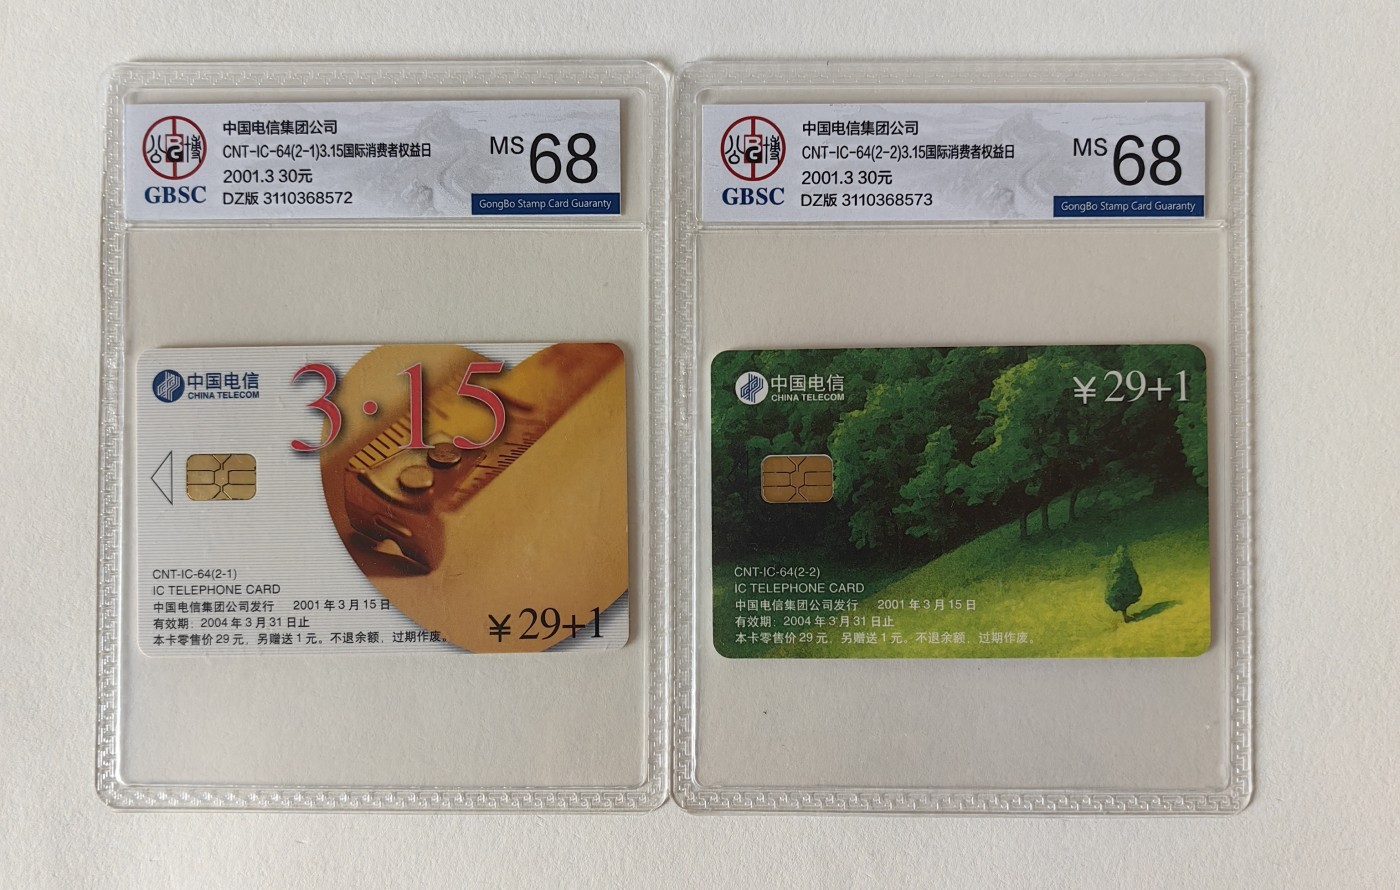 中国电信集团公司
CNT-IC-64(2-1)3.15国际消费者权益日
2001.3 30元
DZ版 3110368572
GBSC
MS 68
GongBo Stamp Card Guaranty
中国电信
CHINA TELECOM
3·15
CNT-IC-64(2-1)
IC TELEPHONE CARD
中国电信集团公司发行 2001年3月15日
有效期: 2004年3月31日止
本卡零售价29元, 另赠送1元。不退余额, 过期作废。
¥29+1
中国电信集团公司
CNT-IC-64(2-2)3.15国际消费者权益日
2001.3 30元
DZ版 3110368573
GBSC
MS 68
GongBo Stamp Card Guaranty
中国电信
CHINA TELECOM
¥29+1
CNT-IC-64(2-2)
IC TELEPHONE CARD
中国电信集团公司发行 2001年3月15日
有效期: 2004年3月31日止
本卡零售价29元, 另赠送1元。不退余额, 过期作废。